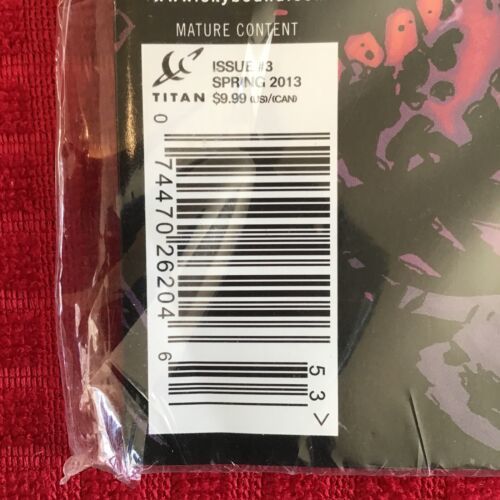 MATURE CONTENT
ISSUE #3
SPRING 2013
TITAN $9.99 (US)/(CAN)
0 74470 26204 6
53>